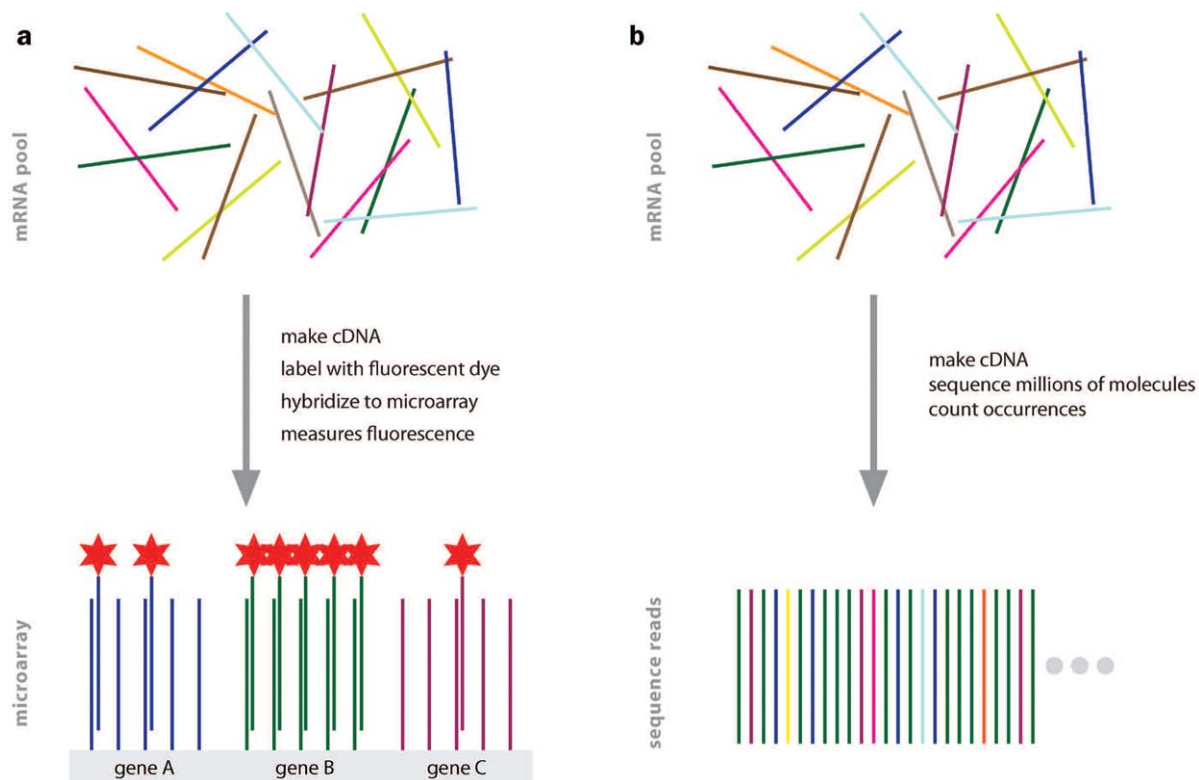 a
mRNA pool
make cDNA
label with fluorescent dye
hybridize to microarray
measures fluorescence
microarray
gene A
gene B
gene C
b
mRNA pool
make cDNA
sequence millions of molecules
count occurrences
sequence reads